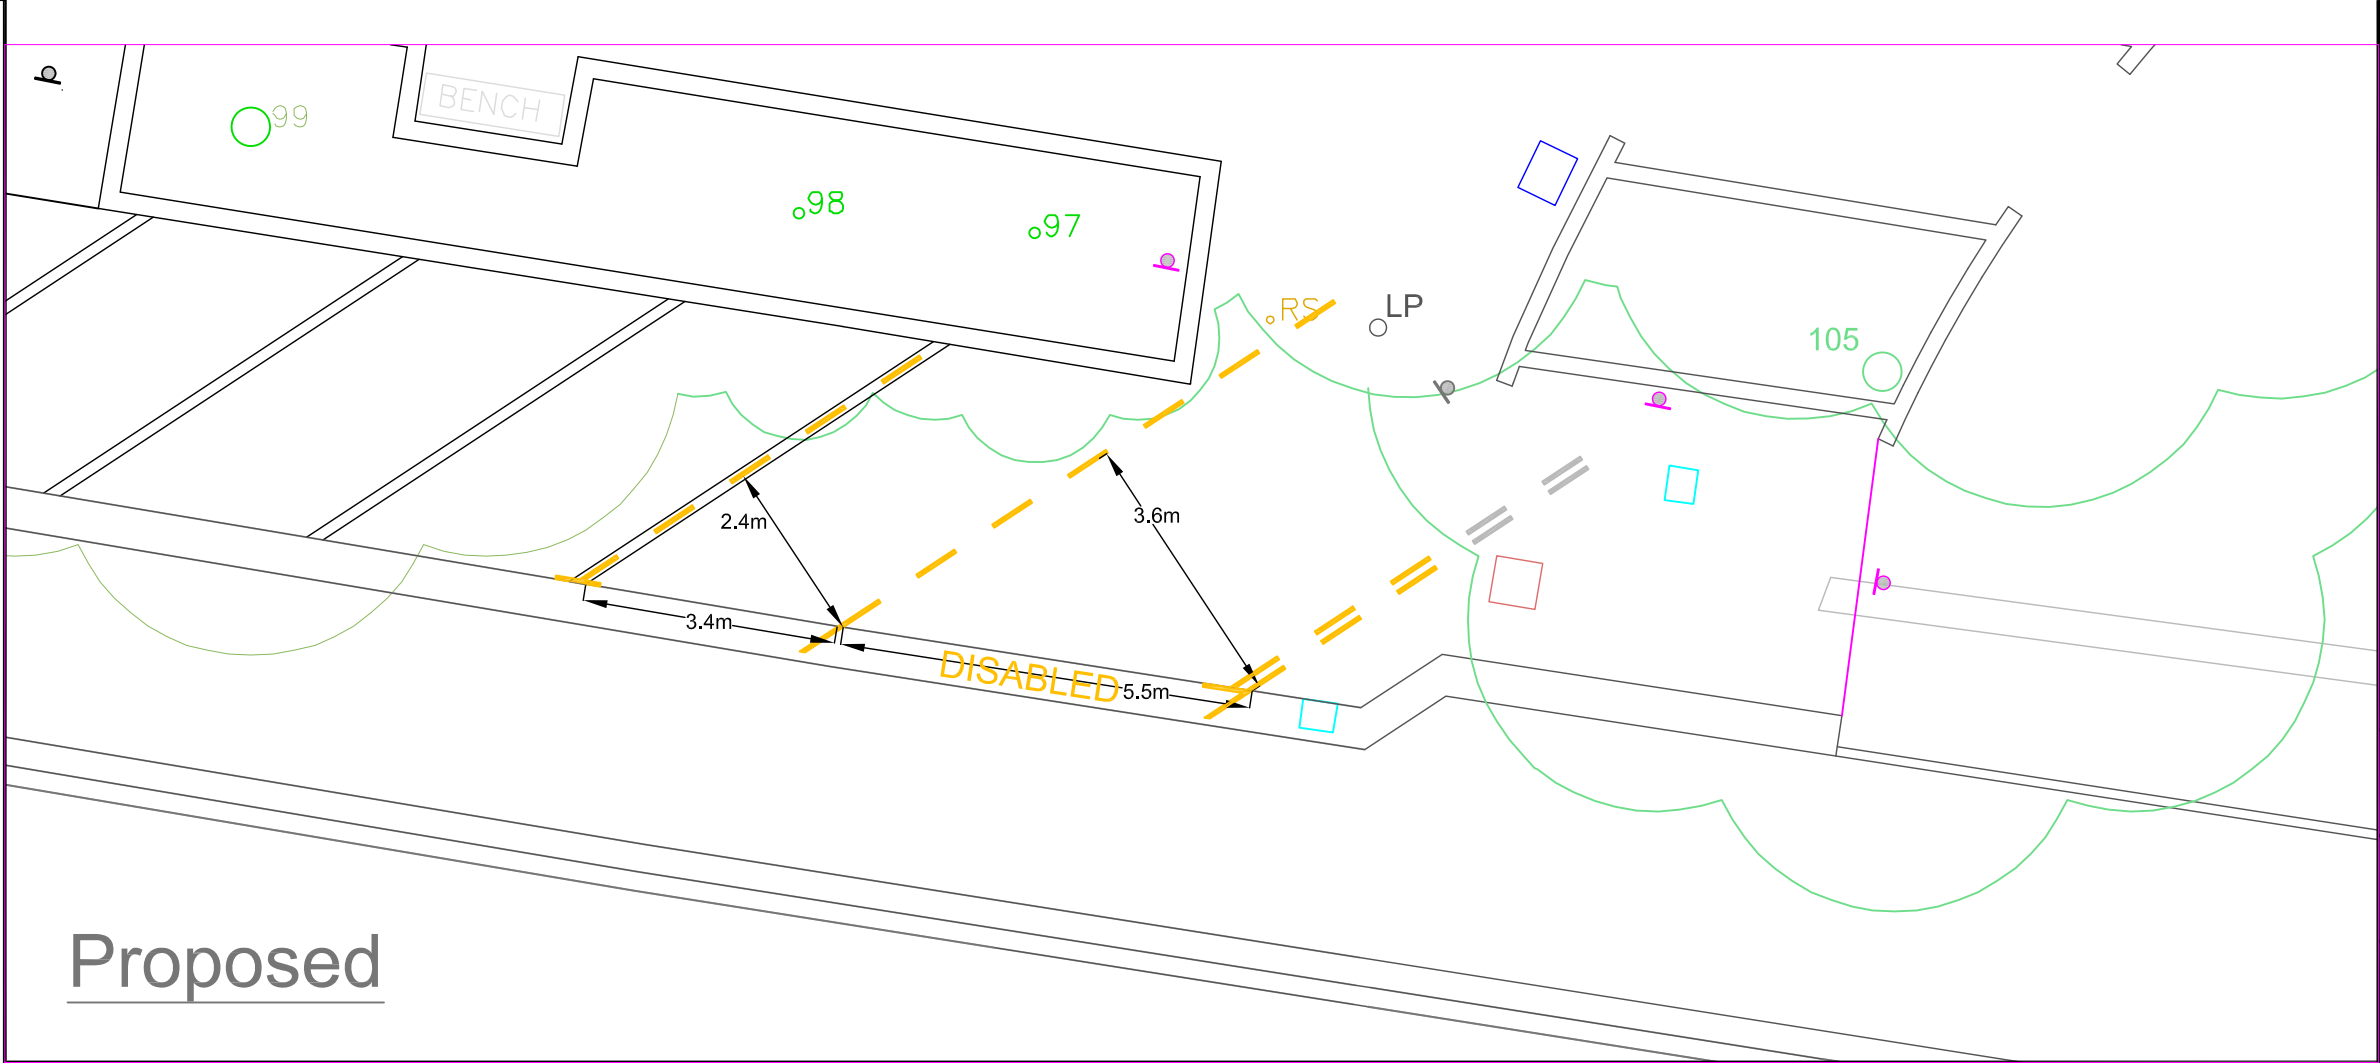 BENCH
99
98
97
RS
LP
105
2.4m
3.6m
3.4m
DISABLED
5.5m
Proposed